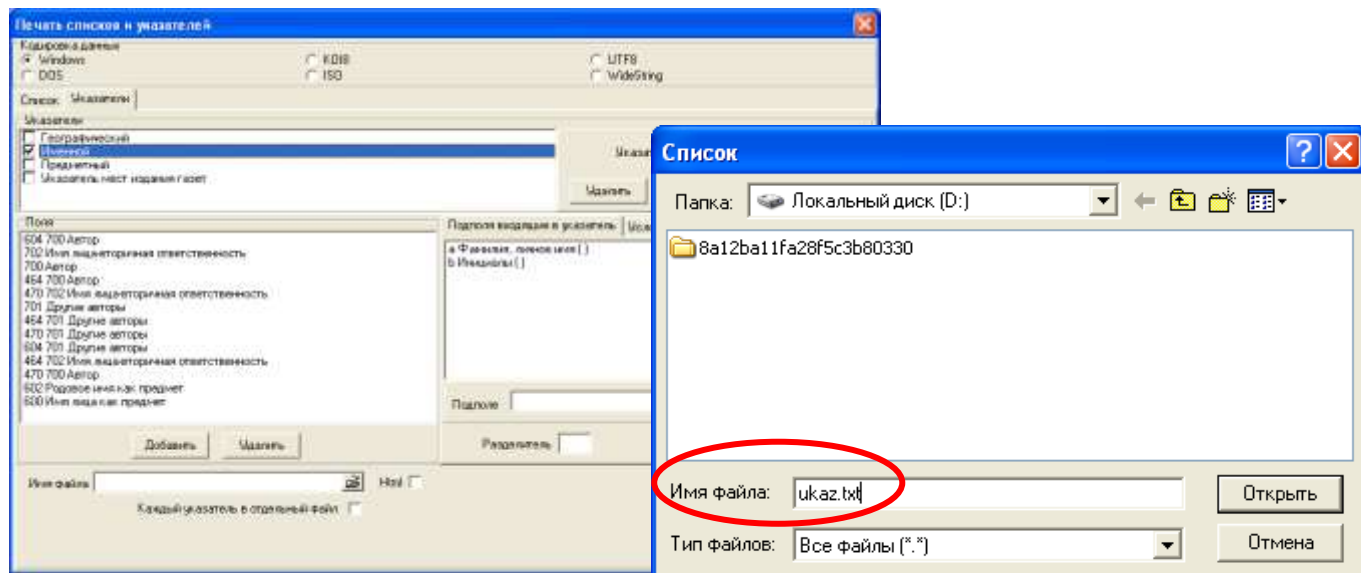 Печать списков и указателей
Кодировка данных
Windows
KOI8
UTF8
DOS
ISO
WideString
Список
Указатели
Указатели
Географический
Именной
Предметный
Указатель мест издания газет
Удалить
Поля
604 700 Автор
702 Имя лица-вторичная ответственность
700 Автор
464 700 Автор
470 702 Имя лица-вторичная ответственность
701 Другие авторы
464 701 Другие авторы
470 701 Другие авторы
604 701 Другие авторы
464 702 Имя лица-вторичная ответственность
470 700 Автор
602 Родовое имя как предмет
600 Имя лица как предмет
Подполя входящие в указатель
a Фамилия, личное имя ( )
b Инициалы ( )
Подполе
Добавить
Удалить
Разделитель
Имя файла
Html
Каждый указатель в отдельный файл
Список
Папка:
Локальный диск (D:)
8a12ba11fa28f5c3b80330
Имя файла:
ukaz.txt
Открыть
Тип файлов:
Все файлы (*.*)
Отмена